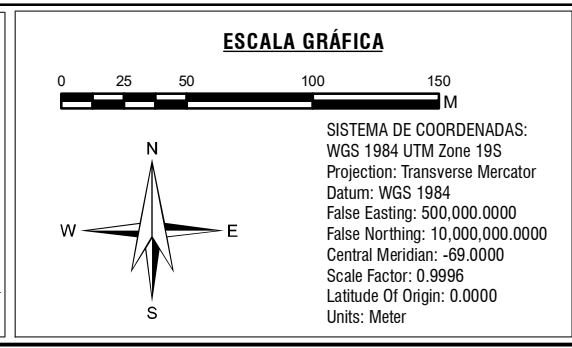 ESCALA GRÁFICA
0 25 50 100 150
M
N
W E
S
SISTEMA DE COORDENADAS:
WGS 1984 UTM Zone 19S
Projection: Transverse Mercator
Datum: WGS 1984
False Easting: 500,000.0000
False Northing: 10,000,000.0000
Central Meridian: -69.0000
Scale Factor: 0.9996
Latitude Of Origin: 0.0000
Units: Meter